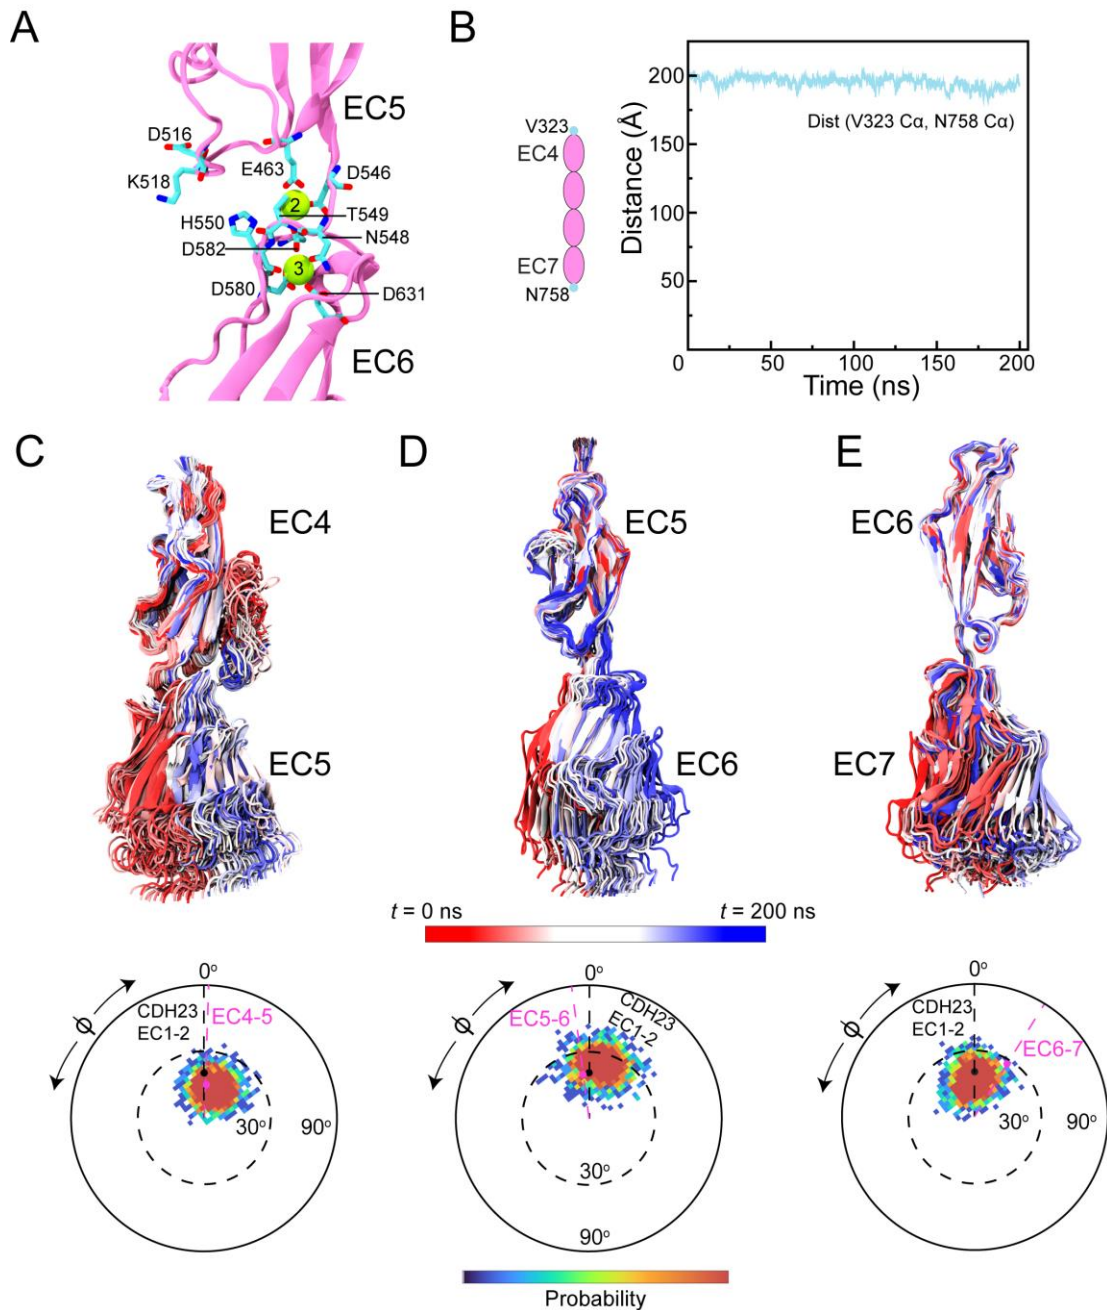 A
EC5
D516
E463
D546
K518
2
T549
H550
N548
D582
3
D580
D631
EC6
B
V323
EC4
EC7
N758
Distance (Å)
200
150
100
50
0
50
100
150
200
Dist (V323 Cα, N758 Cα)
Time (ns)
C
EC4
EC5
D
EC5
EC6
E
EC6
EC7
t = 0 ns
t = 200 ns
0°
ϕ
CDH23
EC1-2
EC4-5
30°
90°
0°
ϕ
EC5-6
CDH23
EC1-2
30°
90°
0°
ϕ
CDH23
EC1-2
EC6-7
30°
90°
Probability